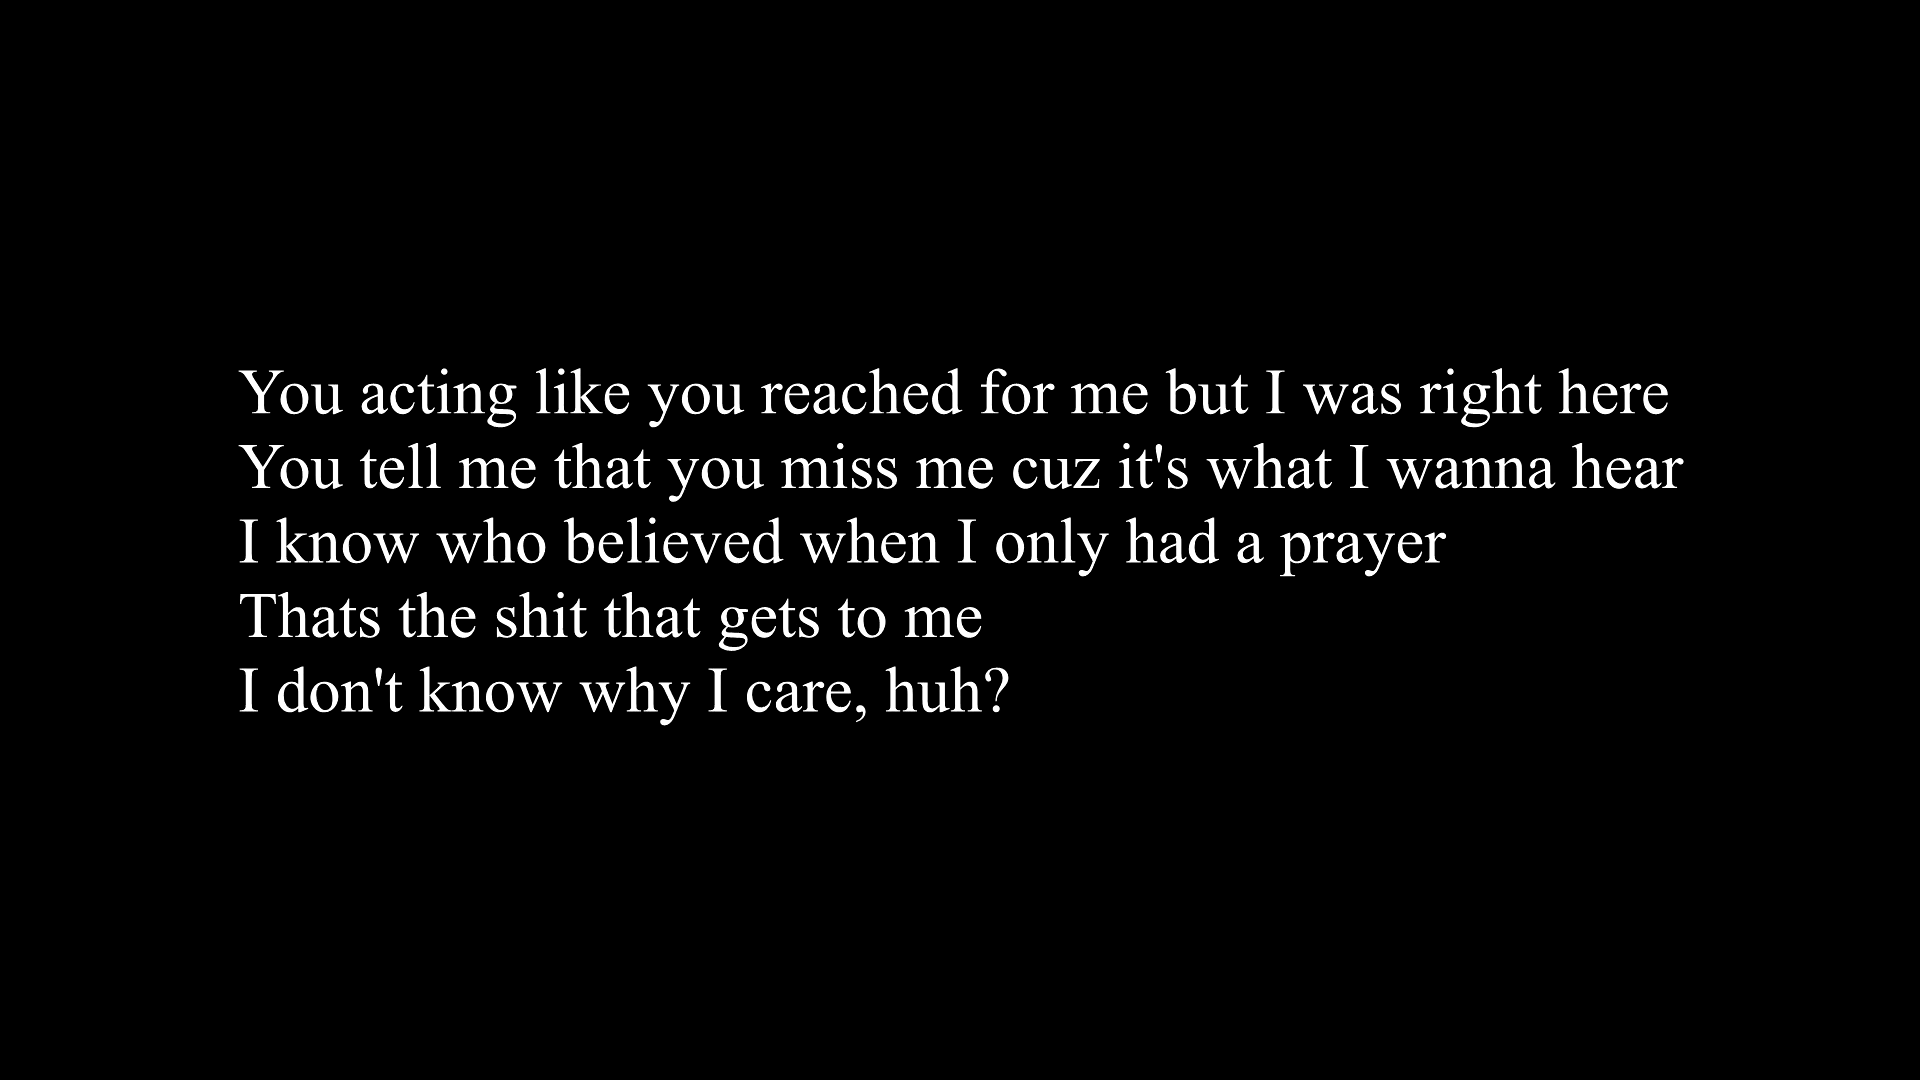 You acting like you reached for me but I was right here
You tell me that you miss me cuz it's what I wanna hear
I know who believed when I only had a prayer
Thats the shit that gets to me
I don't know why I care, huh?